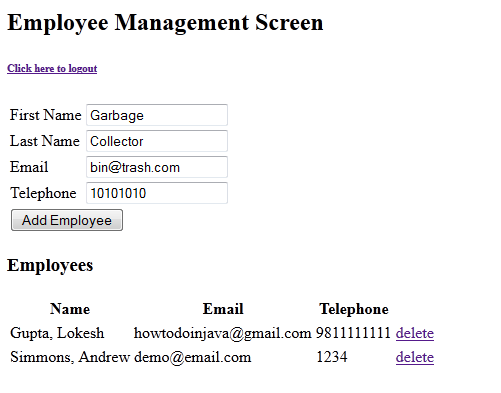 Employee Management Screen
Click here to logout
First Name Garbage
Last Name Collector
Email bin@trash.com
Telephone 10101010
Add Employee
Employees
Name Email Telephone
Gupta, Lokesh howtodoinjava@gmail.com 9811111111 delete
Simmons, Andrew demo@email.com 1234 delete